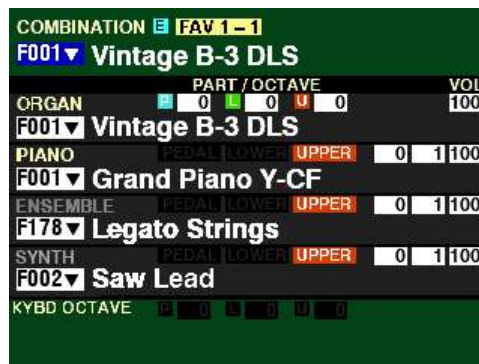 COMBINATION E FAV 1-1
F001▼ Vintage B-3 DLS
PART / OCTAVE VOL
ORGAN P 0 L 0 U 0 100
F001▼ Vintage B-3 DLS
PIANO PEDAL LOWER UPPER 0 1 100
F001▼ Grand Piano Y-CF
ENSEMBLE PEDAL LOWER UPPER 0 1 100
F178▼ Legato Strings
SYNTH PEDAL LOWER UPPER 0 1 100
F002▼ Saw Lead
KYBD OCTAVE P 0 L 0 U 0